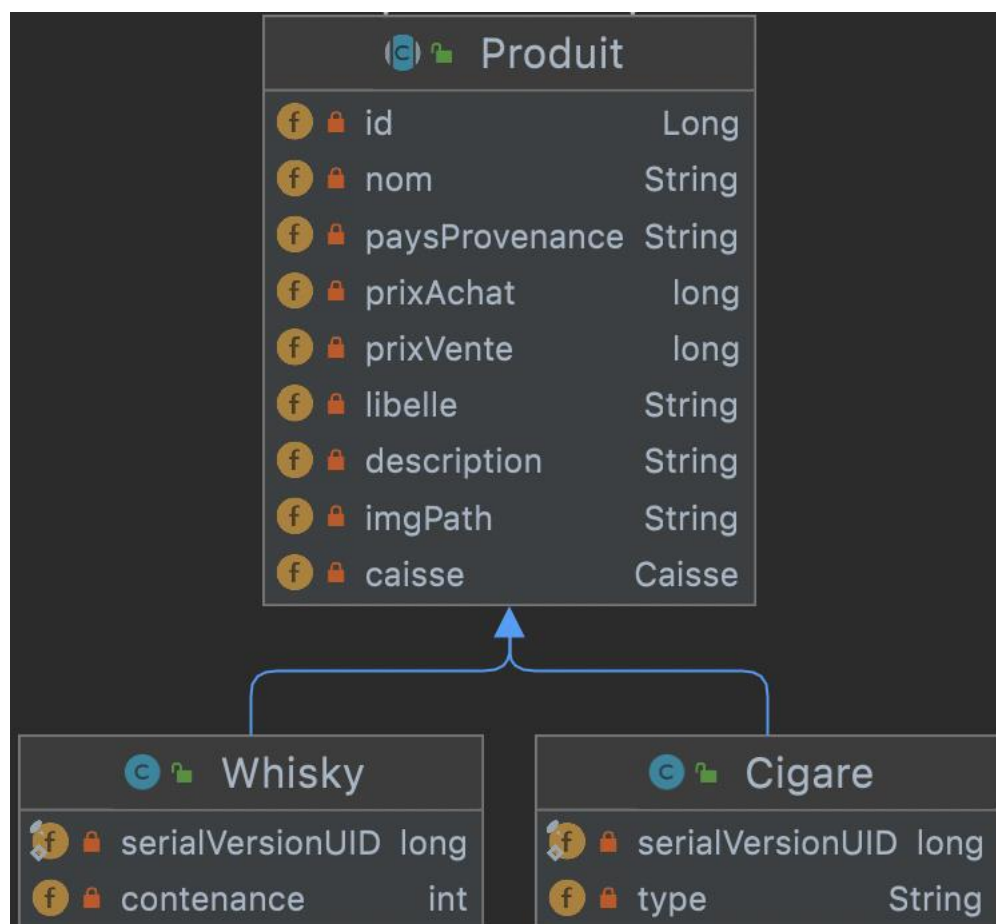 Produit
id Long
nom String
paysProvenance String
prixAchat long
prixVente long
libelle String
description String
imgPath String
caisse Caisse
Whisky
serialVersionUID long
contenance int
Cigare
serialVersionUID long
type String